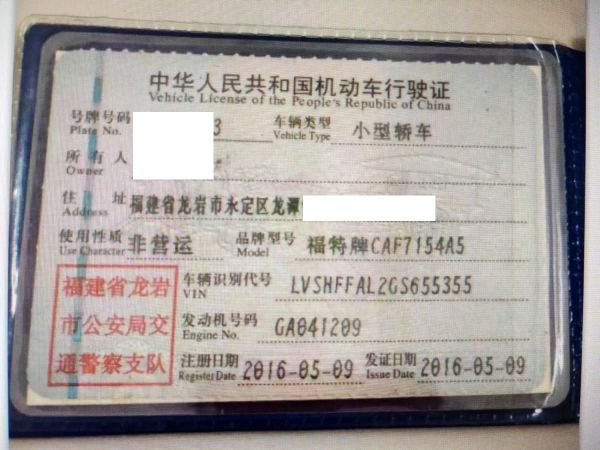 中华人民共和国机动车行驶证
Vehicle License of the People's Republic of China
号牌号码 3 车辆类型 小型轿车
Plate No. Vehicle Type
所有人
Owner
住址 福建省龙岩市永定区龙潭
Address
使用性质 非营运 品牌型号 福特牌CAF7154A5
Use Character Model
福建省龙岩
市公安局交
通警察支队
车辆识别代号 LVSHFFAL2GS655355
VIN
发动机号码 GA041209
Engine No.
注册日期 2016-05-09 发证日期 2016-05-09
Register Date Issue Date